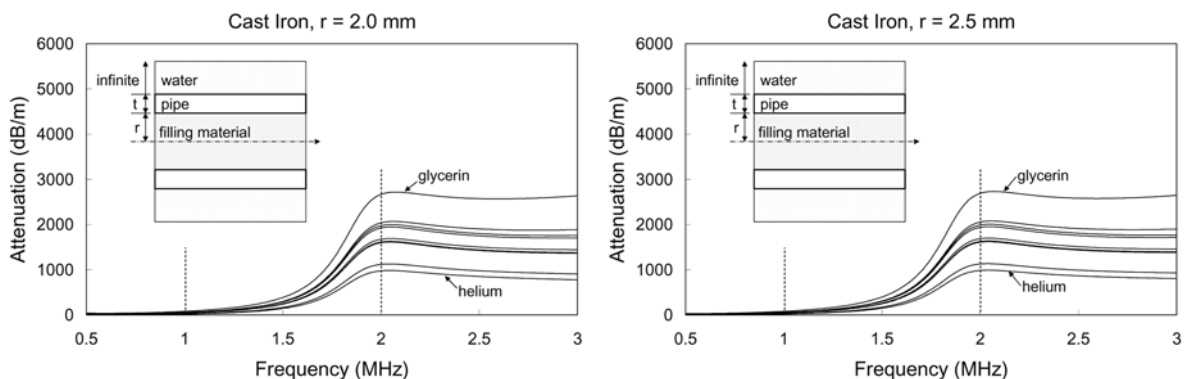 Cast Iron, r = 2.0 mm
6000
5000
4000
3000
2000
1000
0
Attenuation (dB/m)
infinite
water
t
pipe
r
filling material
glycerin
helium
0.5
1
1.5
2
2.5
3
Frequency (MHz)
Cast Iron, r = 2.5 mm
6000
5000
4000
3000
2000
1000
0
Attenuation (dB/m)
infinite
water
t
pipe
r
filling material
glycerin
helium
0.5
1
1.5
2
2.5
3
Frequency (MHz)